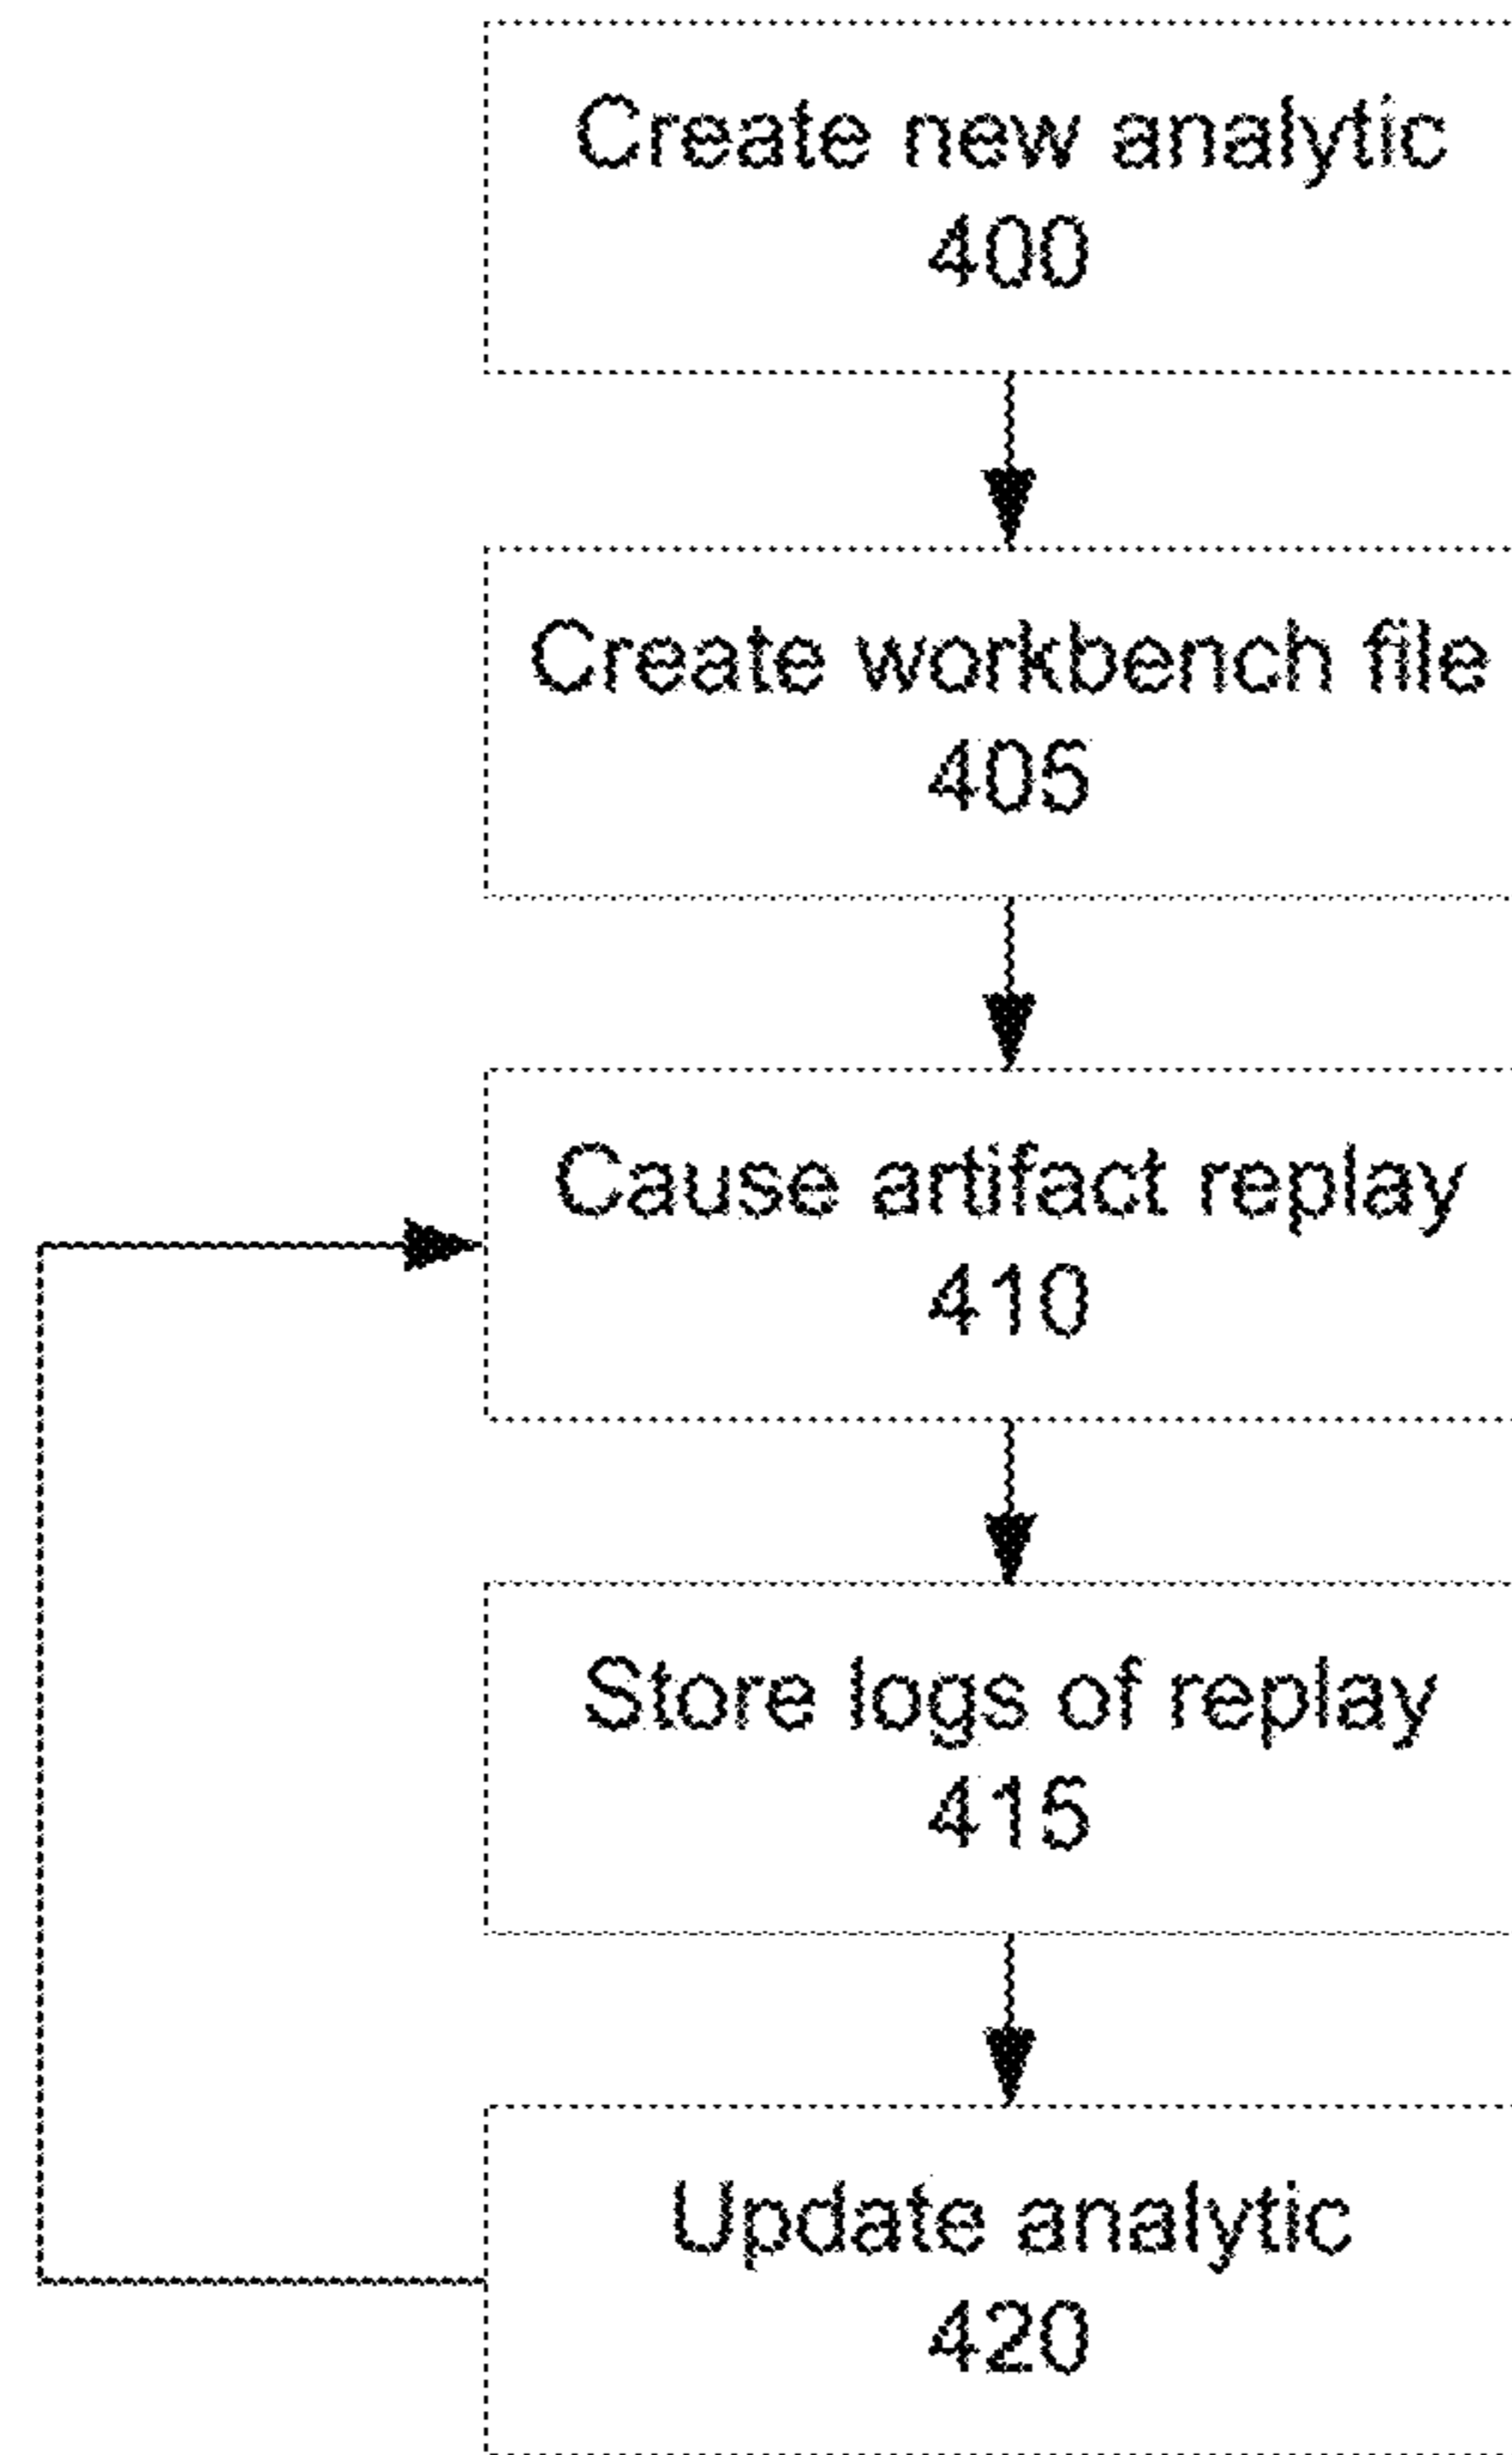 Create new analytic
400
Create workbench file
405
Cause artifact replay
410
Store logs of replay
415
Update analytic
420